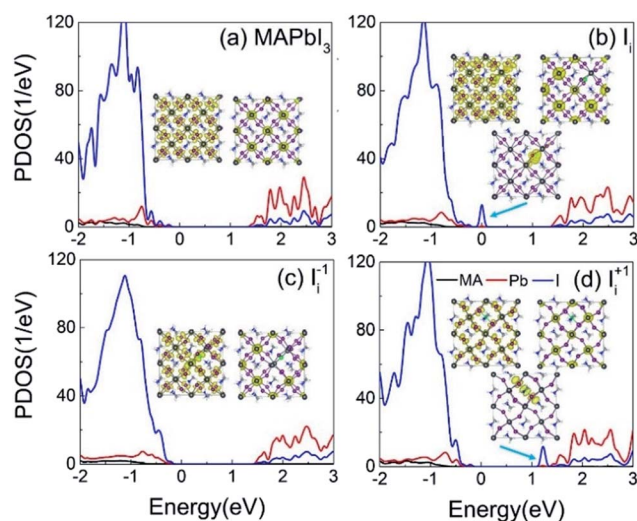 (a) MAPbI₃
(b) Iᵢ
PDOS(1/eV)
120
80
40
0
120
80
40
0
-2 -1 0 1 2 3
-2 -1 0 1 2 3
(c) Iᵢ⁻¹
MA Pb I (d) Iᵢ⁺¹
PDOS(1/eV)
120
80
40
0
120
80
40
0
-2 -1 0 1 2 3
-2 -1 0 1 2 3
Energy(eV)
Energy(eV)